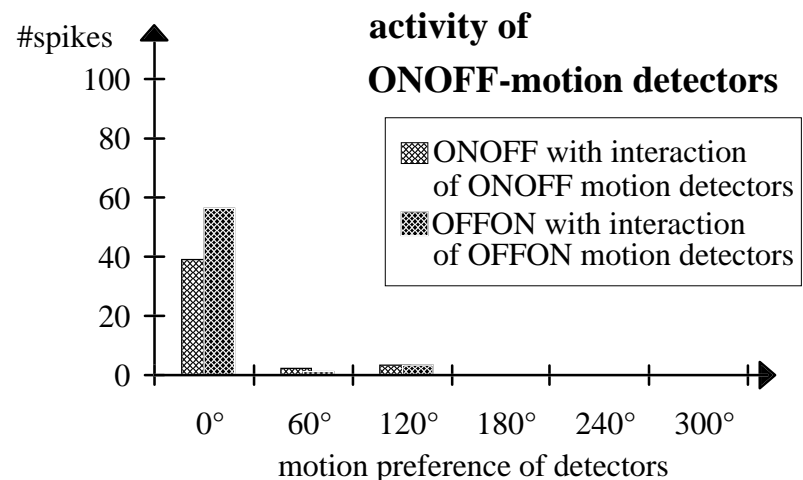 #spikes
activity of
ONOFF-motion detectors
100
80
60
40
20
0
ONOFF with interaction
of ONOFF motion detectors
OFFON with interaction
of OFFON motion detectors
0° 60° 120° 180° 240° 300°
motion preference of detectors